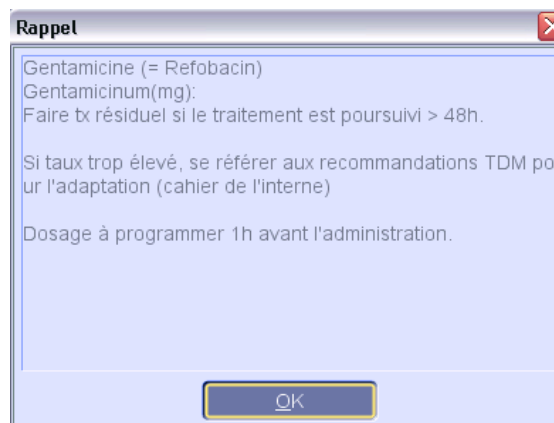 Rappel
Gentamicine (= Refobacin)
Gentamicinum(mg):
Faire tx résiduel si le traitement est poursuivi > 48h.
Si taux trop élevé, se référer aux recommandations TDM po
ur l'adaptation (cahier de l'interne)
Dosage à programmer 1h avant l'administration.
OK